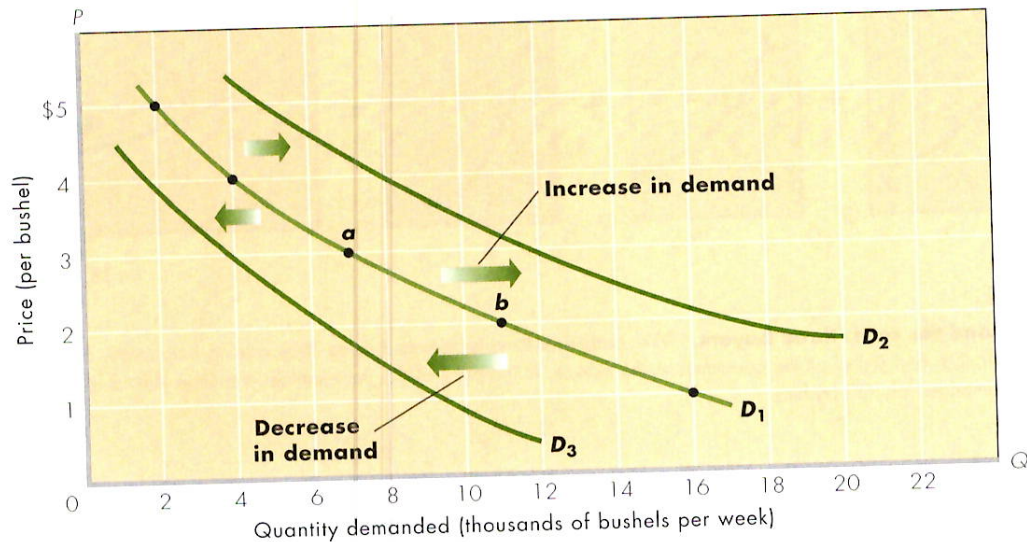 P
$5
4
3
2
1
0
Price (per bushel)
Increase in demand
a
b
D2
D1
D3
Decrease
in demand
2
4
6
8
10
12
14
16
18
20
22
Q
Quantity demanded (thousands of bushels per week)